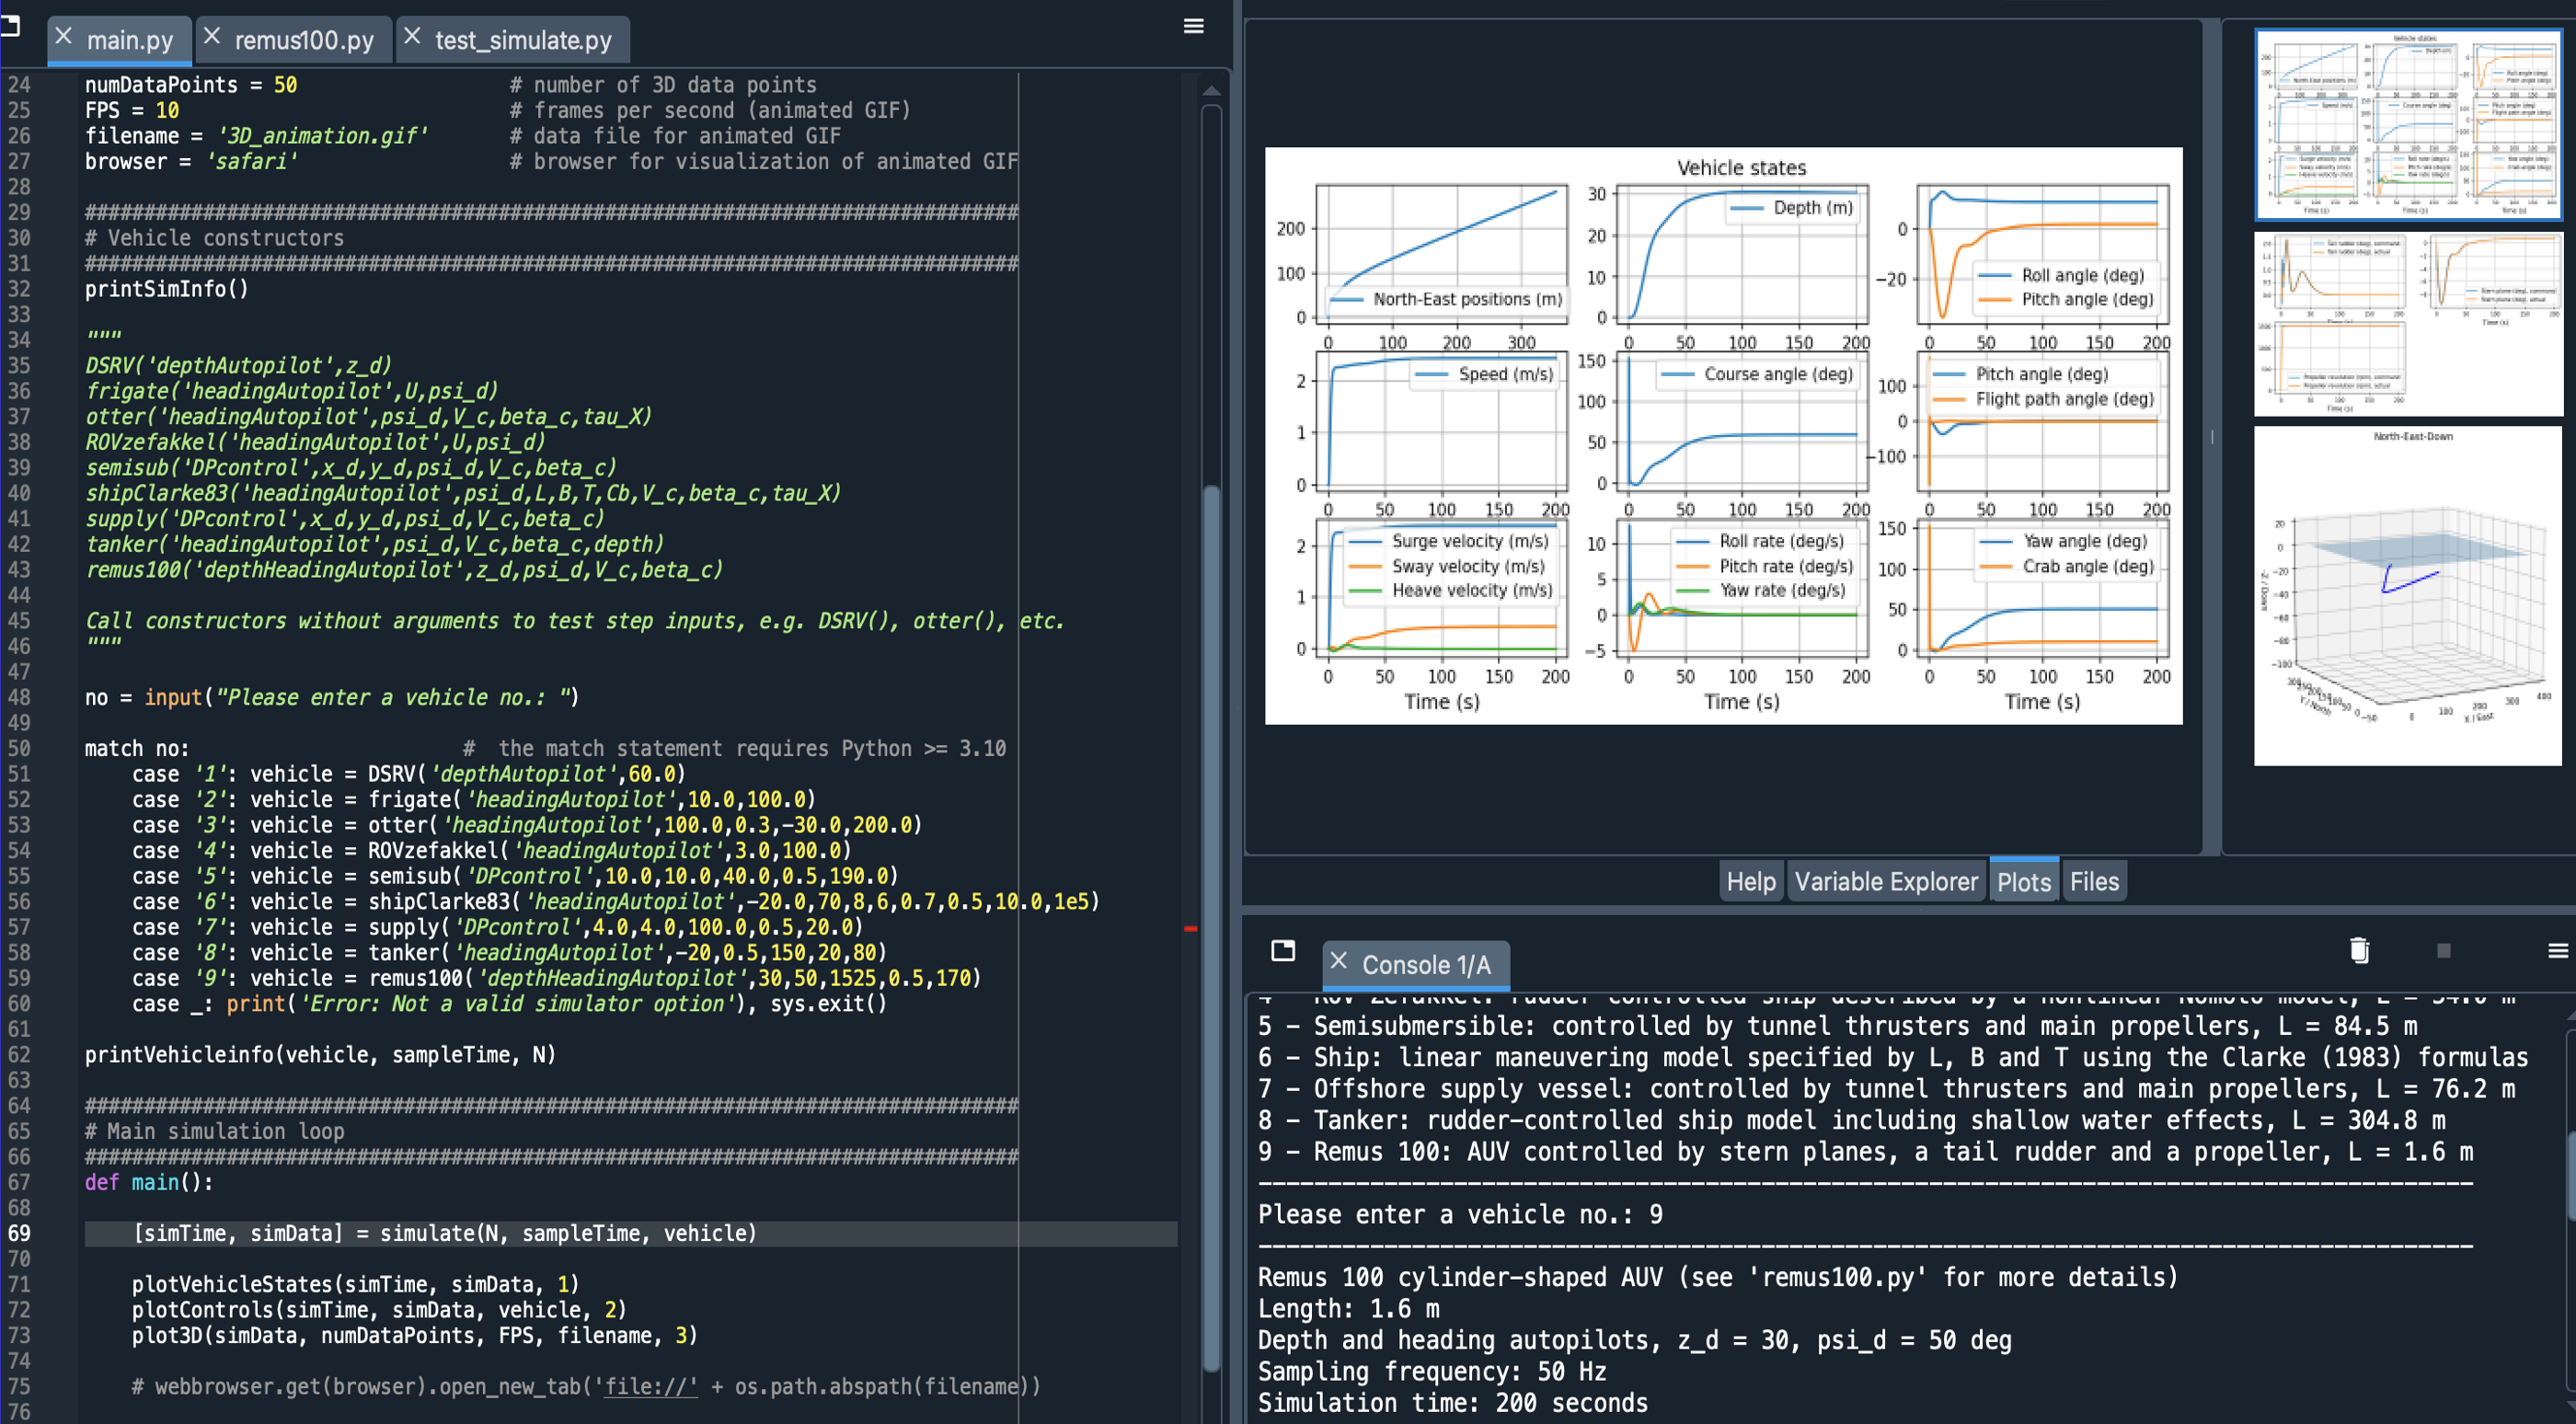 main.py
remus100.py
test_simulate.py
24 numDataPoints = 50 # number of 3D data points
25 FPS = 10 # frames per second (animated GIF)
26 filename = '3D_animation.gif' # data file for animated GIF
27 browser = 'safari' # browser for visualization of animated GIF
28
29 ###############################################################################
30 # Vehicle constructors
31 ###############################################################################
32 printSimInfo()
33
34 """
35 DSRV('depthAutopilot',z_d)
36 frigate('headingAutopilot',U,psi_d)
37 otter('headingAutopilot',psi_d,V_c,beta_c,tau_X)
38 ROVzefakkel('headingAutopilot',U,psi_d)
39 semisub('DPcontrol',x_d,y_d,psi_d,V_c,beta_c)
40 shipClarke83('headingAutopilot',psi_d,L,B,T,Cb,V_c,beta_c,tau_X)
41 supply('DPcontrol',x_d,y_d,psi_d,V_c,beta_c)
42 tanker('headingAutopilot',psi_d,V_c,beta_c,depth)
43 remus100('depthHeadingAutopilot',z_d,psi_d,V_c,beta_c)
44
45 Call constructors without arguments to test step inputs, e.g. DSRV(), otter(), etc.
46 """
47
48 no = input("Please enter a vehicle no.: ")
49
50 match no: # the match statement requires Python >= 3.10
51 case '1': vehicle = DSRV('depthAutopilot',60.0)
52 case '2': vehicle = frigate('headingAutopilot',10.0,100.0)
53 case '3': vehicle = otter('headingAutopilot',100.0,0.3,-30.0,200.0)
54 case '4': vehicle = ROVzefakkel('headingAutopilot',3.0,100.0)
55 case '5': vehicle = semisub('DPcontrol',10.0,10.0,40.0,0.5,190.0)
56 case '6': vehicle = shipClarke83('headingAutopilot',-20.0,70,8,6,0.7,0.5,10.0,1e5)
57 case '7': vehicle = supply('DPcontrol',4.0,4.0,100.0,0.5,20.0)
58 case '8': vehicle = tanker('headingAutopilot',-20,0.5,150,20,80)
59 case '9': vehicle = remus100('depthHeadingAutopilot',30,50,1525,0.5,170)
60 case _: print('Error: Not a valid simulator option'), sys.exit()
61
62 printVehicleinfo(vehicle, sampleTime, N)
63
64 ###############################################################################
65 # Main simulation loop
66 ###############################################################################
67 def main():
68
69 [simTime, simData] = simulate(N, sampleTime, vehicle)
70
71 plotVehicleStates(simTime, simData, 1)
72 plotControls(simTime, simData, vehicle, 2)
73 plot3D(simData, numDataPoints, FPS, filename, 3)
74
75 # webbrowser.get(browser).open_new_tab('file://' + os.path.abspath(filename))
76
Vehicle states
200
100
0
North-East positions (m)
0 100 200 300
30
20
10
0
Depth (m)
0 50 100 150 200
0
-20
Roll angle (deg)
Pitch angle (deg)
0 50 100 150 200
2
1
0
Speed (m/s)
0 50 100 150 200
150
100
50
0
Course angle (deg)
0 50 100 150 200
100
0
-100
Pitch angle (deg)
Flight path angle (deg)
0 50 100 150 200
2
1
0
Surge velocity (m/s)
Sway velocity (m/s)
Heave velocity (m/s)
0 50 100 150 200
Time (s)
10
5
0
-5
Roll rate (deg/s)
Pitch rate (deg/s)
Yaw rate (deg/s)
0 50 100 150 200
Time (s)
150
100
50
0
Yaw angle (deg)
Crab angle (deg)
0 50 100 150 200
Time (s)
Vehicle states
North-East-Down
Help
Variable Explorer
Plots
Files
Console 1/A
5 - Semisubmersible: controlled by tunnel thrusters and main propellers, L = 84.5 m
6 - Ship: linear maneuvering model specified by L, B and T using the Clarke (1983) formulas
7 - Offshore supply vessel: controlled by tunnel thrusters and main propellers, L = 76.2 m
8 - Tanker: rudder-controlled ship model including shallow water effects, L = 304.8 m
9 - Remus 100: AUV controlled by stern planes, a tail rudder and a propeller, L = 1.6 m
Please enter a vehicle no.: 9
Remus 100 cylinder-shaped AUV (see 'remus100.py' for more details)
Length: 1.6 m
Depth and heading autopilots, z_d = 30, psi_d = 50 deg
Sampling frequency: 50 Hz
Simulation time: 200 seconds